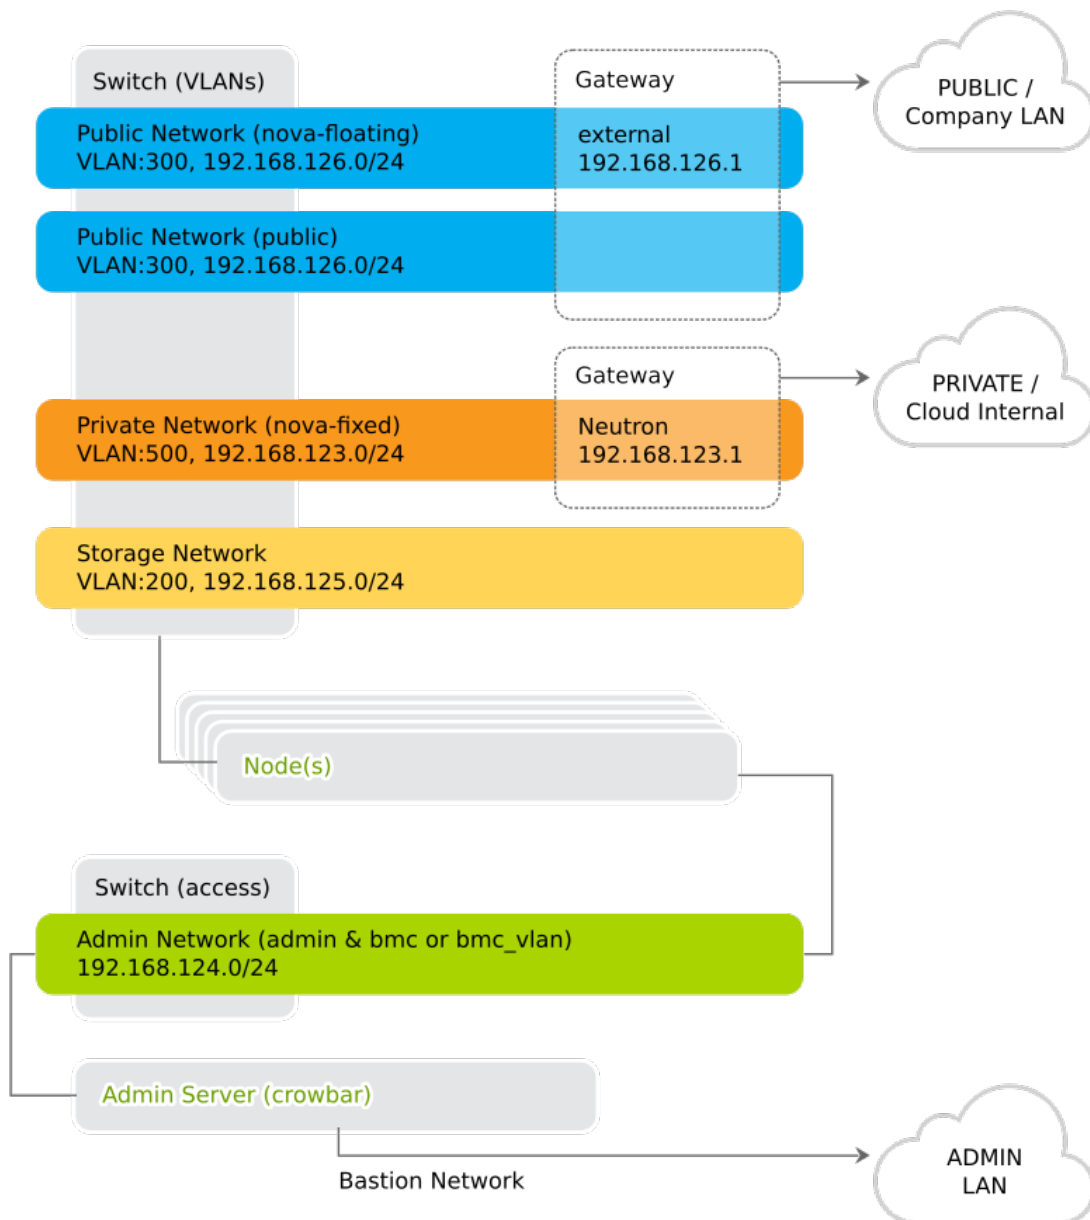 Switch (VLANs)
Gateway
PUBLIC /
Company LAN
Public Network (nova-floating)
VLAN:300, 192.168.126.0/24
external
192.168.126.1
Public Network (public)
VLAN:300, 192.168.126.0/24
Gateway
PRIVATE /
Cloud Internal
Private Network (nova-fixed)
VLAN:500, 192.168.123.0/24
Neutron
192.168.123.1
Storage Network
VLAN:200, 192.168.125.0/24
Node(s)
Switch (access)
Admin Network (admin & bmc or bmc_vlan)
192.168.124.0/24
Admin Server (crowbar)
Bastion Network
ADMIN
LAN